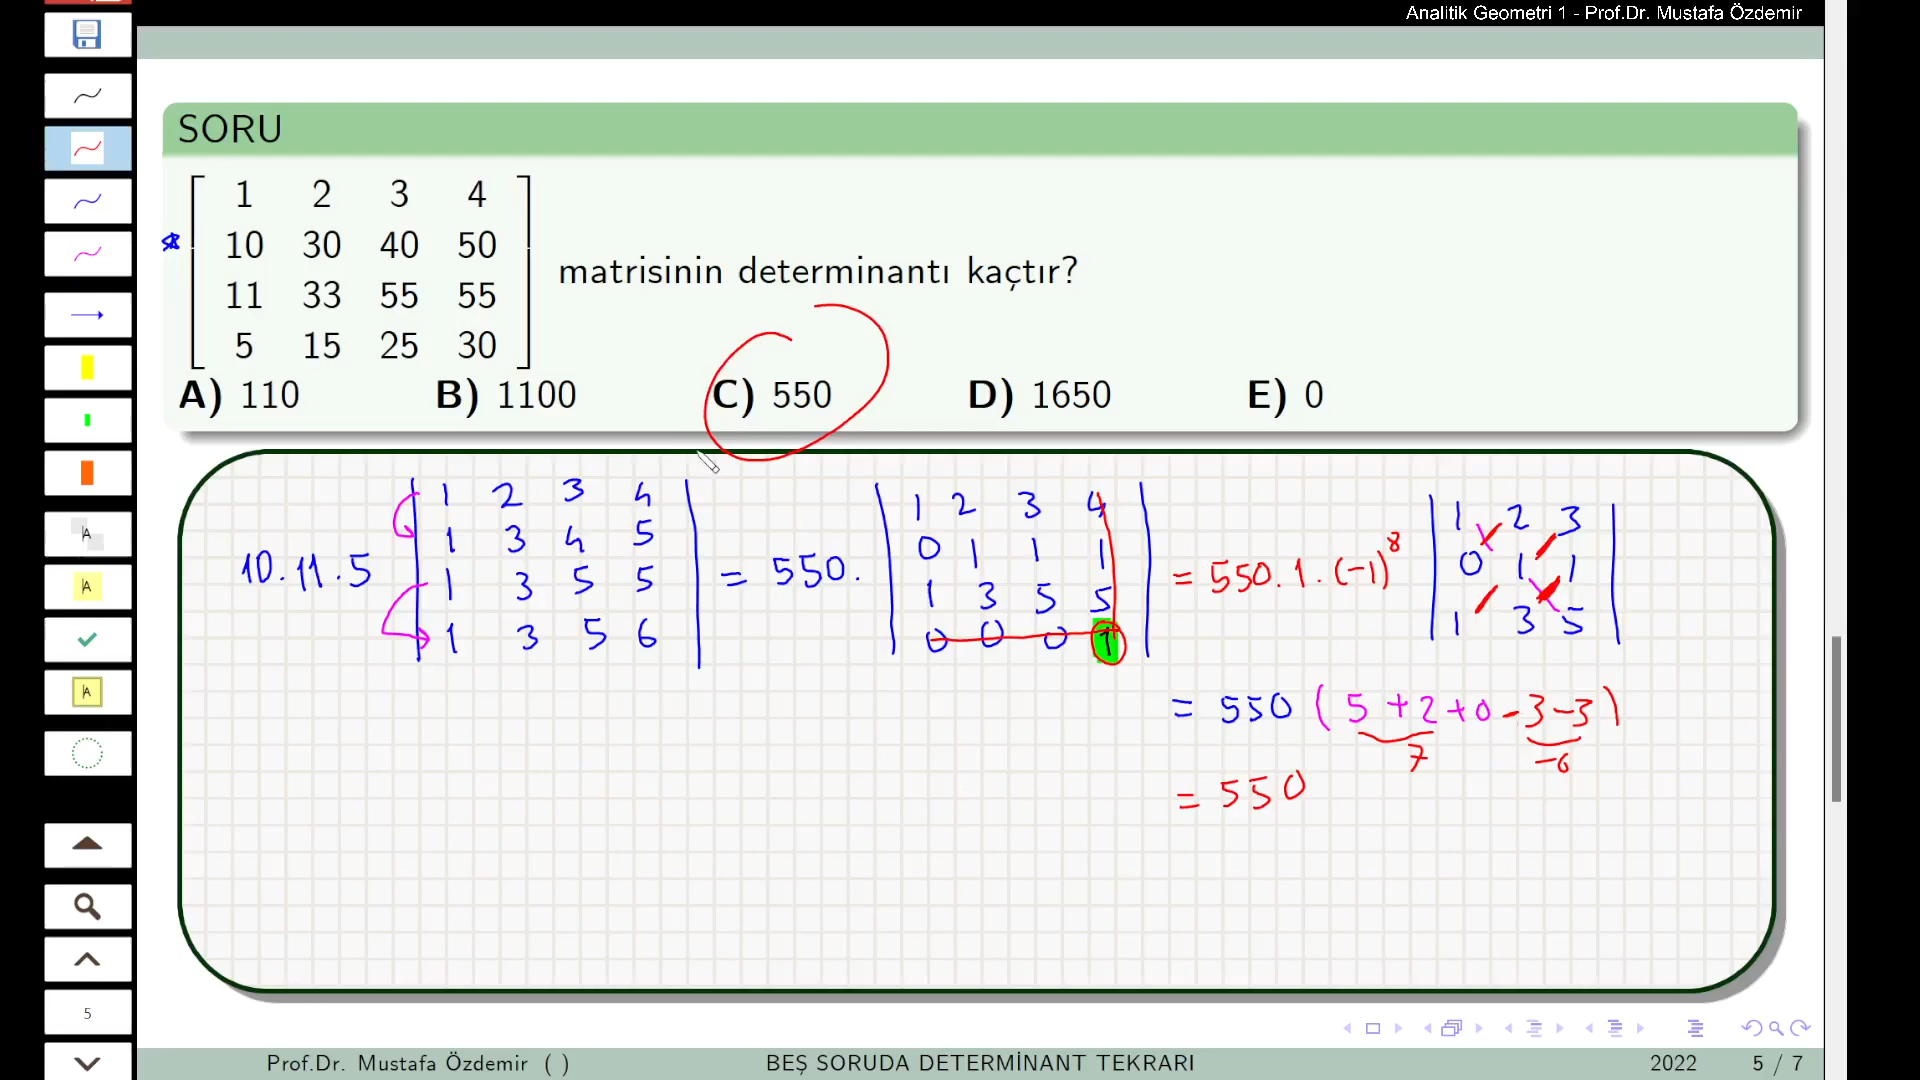 Analitik Geometri 1 - Prof.Dr. Mustafa Özdemir
SORU
1 2 3 4
10 30 40 50
11 33 55 55
5 15 25 30
matrisinin determinantı kaçtır?
A) 110 B) 1100 C) 550 D) 1650 E) 0
10.11.5
1 2 3 4
1 3 4 5
1 3 5 5
1 3 5 6
= 550.
1 2 3 4
0 1 1 1
1 3 5 5
0 0 0 1
= 550.1.(-1)^8
1 2 3
0 1 1
1 3 5
= 550 (5+2+0-3-3)
7 -6
= 550
5
Prof.Dr. Mustafa Özdemir ( ) BEŞ SORUDA DETERMİNANT TEKRARI 2022 5 / 7